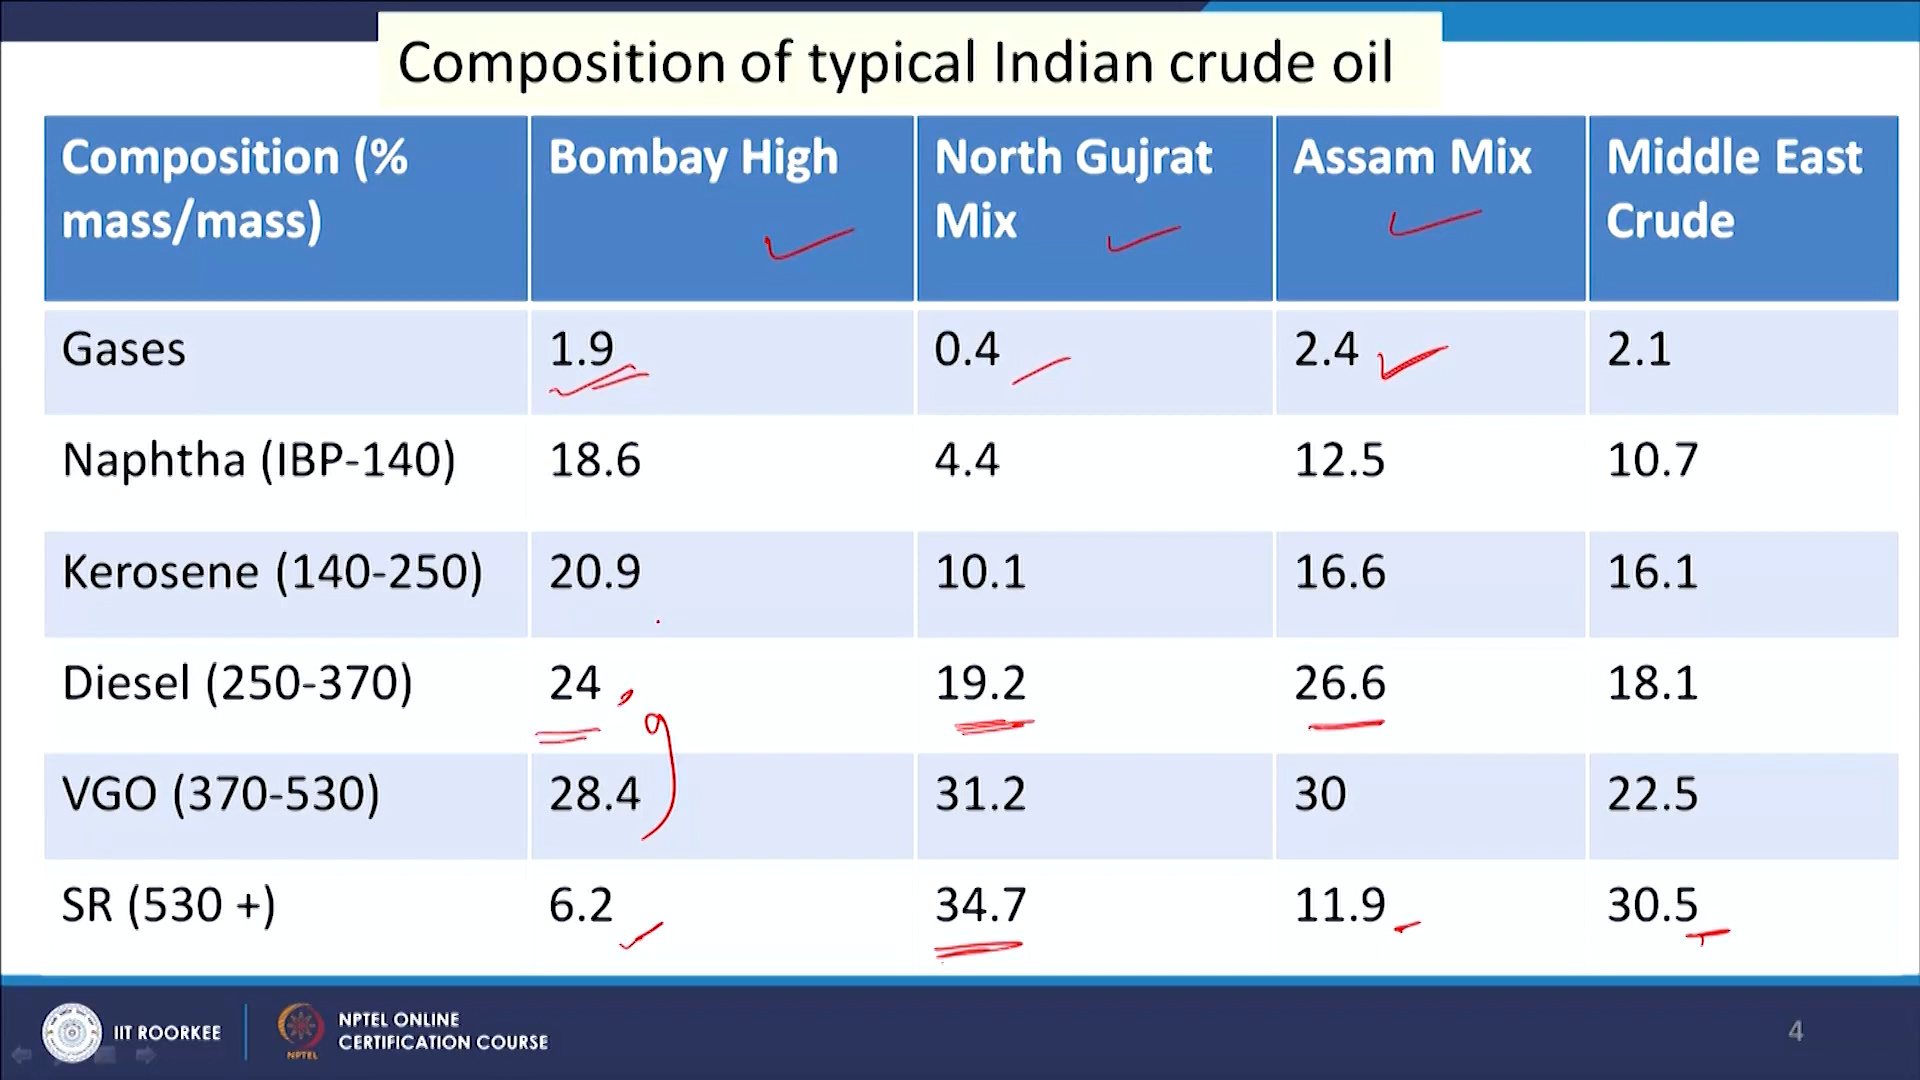 Composition of typical Indian crude oil
Composition (% mass/mass) Bombay High North Gujrat Mix Assam Mix Middle East Crude
Gases 1.9 0.4 2.4 2.1
Naphtha (IBP-140) 18.6 4.4 12.5 10.7
Kerosene (140-250) 20.9 10.1 16.6 16.1
Diesel (250-370) 24 19.2 26.6 18.1
VGO (370-530) 28.4 31.2 30 22.5
SR (530 +) 6.2 34.7 11.9 30.5
IIT ROORKEE
NPTEL
NPTEL ONLINE
CERTIFICATION COURSE
4